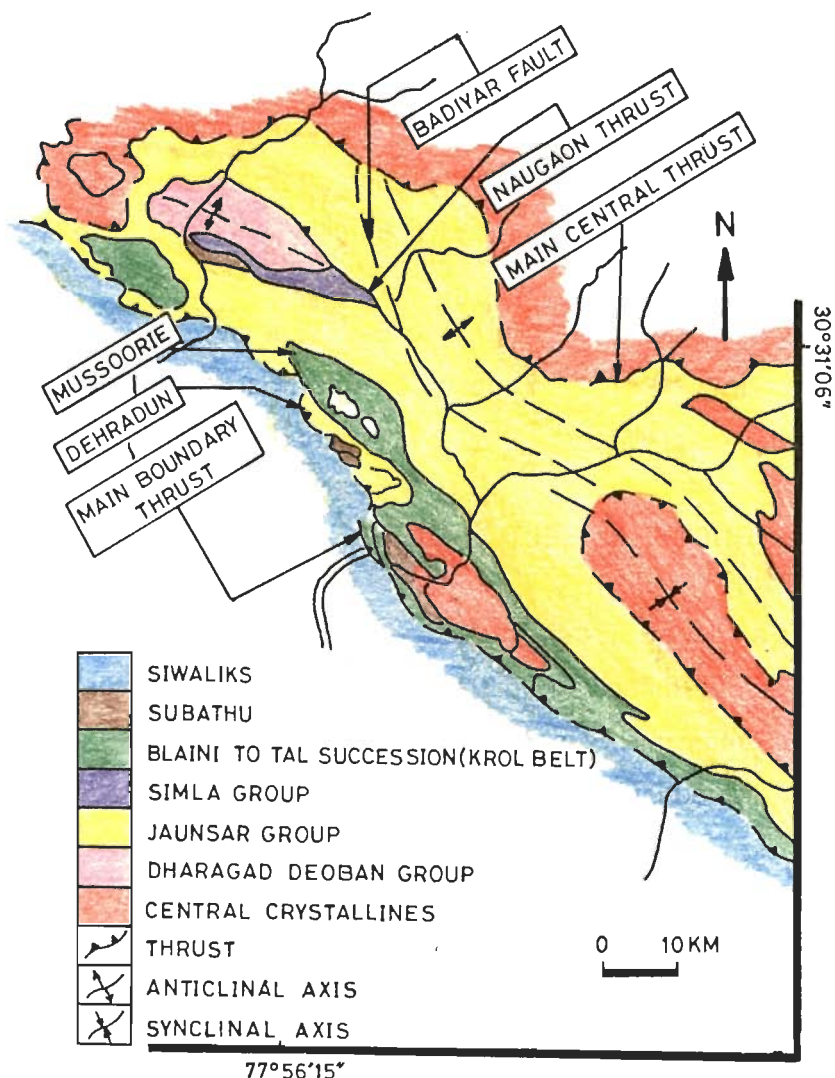 BADIYAR FAULT
NAUGAON THRUST
MAIN CENTRAL THRUST
N
30°31'06"
MUSSOORIE
DEHRADUN
MAIN BOUNDARY
THRUST
SIWALIKS
SUBATHU
BLAINI TO TAL SUCCESSION(KROL BELT)
SIMLA GROUP
JAUNSAR GROUP
DHARAGAD DEOBAN GROUP
CENTRAL CRYSTALLINES
THRUST
ANTICLINAL AXIS
SYNCLINAL AXIS
0 10 KM
77°56'15"